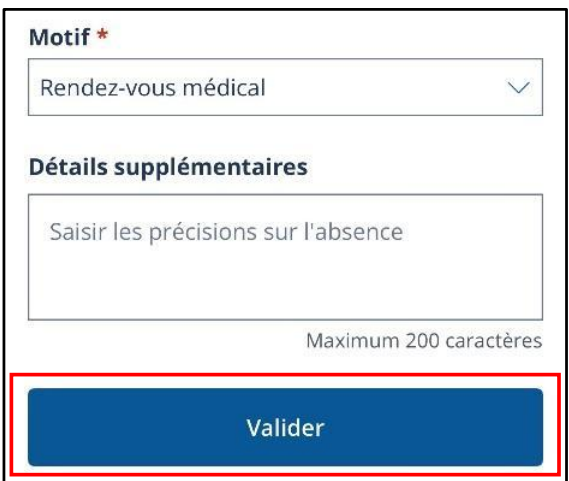 Motif *
Rendez-vous médical
Détails supplémentaires
Saisir les précisions sur l'absence
Maximum 200 caractères
Valider